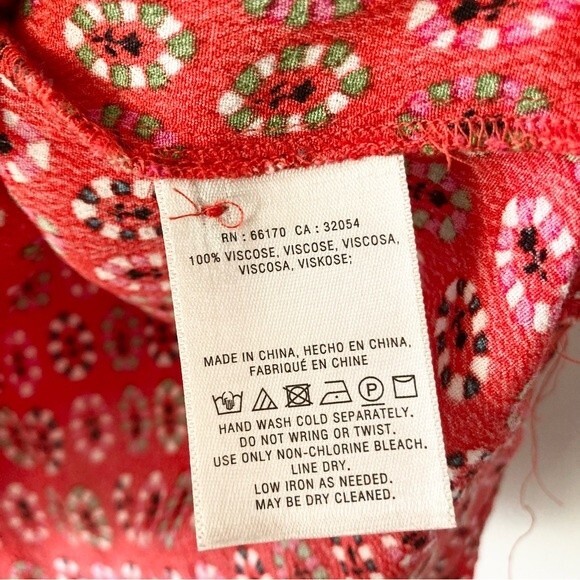 RN : 66170 CA : 32054
100% VISCOSE, VISCOSE, VISCOSA,
VISCOSA, VISKOSE;
MADE IN CHINA, HECHO EN CHINA,
FABRIQUÉ EN CHINE
HAND WASH COLD SEPARATELY.
DO NOT WRING OR TWIST.
USE ONLY NON-CHLORINE BLEACH.
LINE DRY.
LOW IRON AS NEEDED.
MAY BE DRY CLEANED.